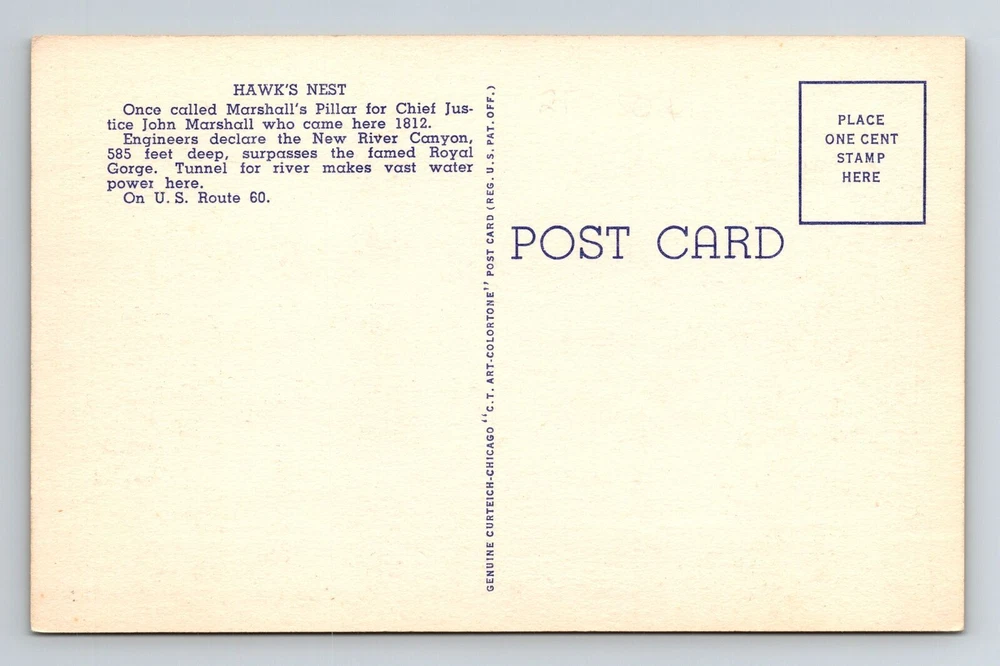 HAWK'S NEST
Once called Marshall's Pillar for Chief Jus-
tice John Marshall who came here 1812.
Engineers declare the New River Canyon,
585 feet deep, surpasses the famed Royal
Gorge. Tunnel for river makes vast water
power here.
On U. S. Route 60.
GENUINE CURTEICH-CHICAGO "C.T. ART-COLORTONE" POST CARD (REG. U.S. PAT. OFF.)
POST CARD
PLACE
ONE CENT
STAMP
HERE